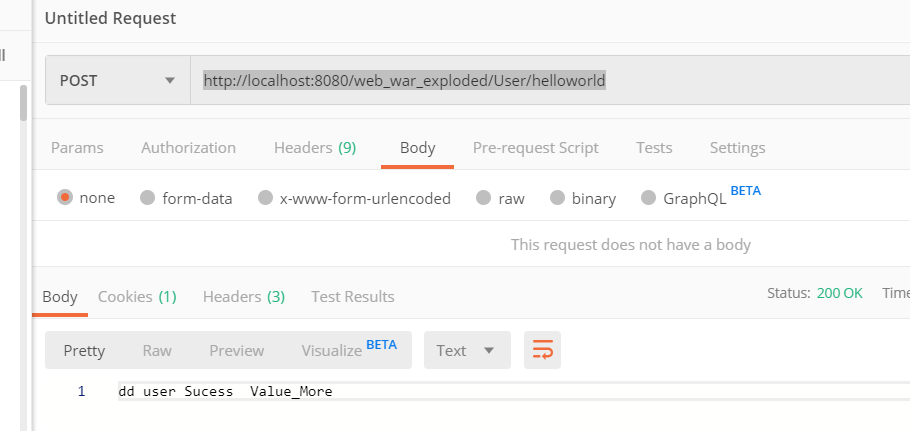 Untitled Request
ll
POST http://localhost:8080/web_war_exploded/User/helloworld
Params Authorization Headers (9) Body Pre-request Script Tests Settings
none form-data x-www-form-urlencoded raw binary GraphQL BETA
This request does not have a body
Body Cookies (1) Headers (3) Test Results Status: 200 OK Time
Pretty Raw Preview Visualize BETA Text
1 dd user Sucess  Value_More